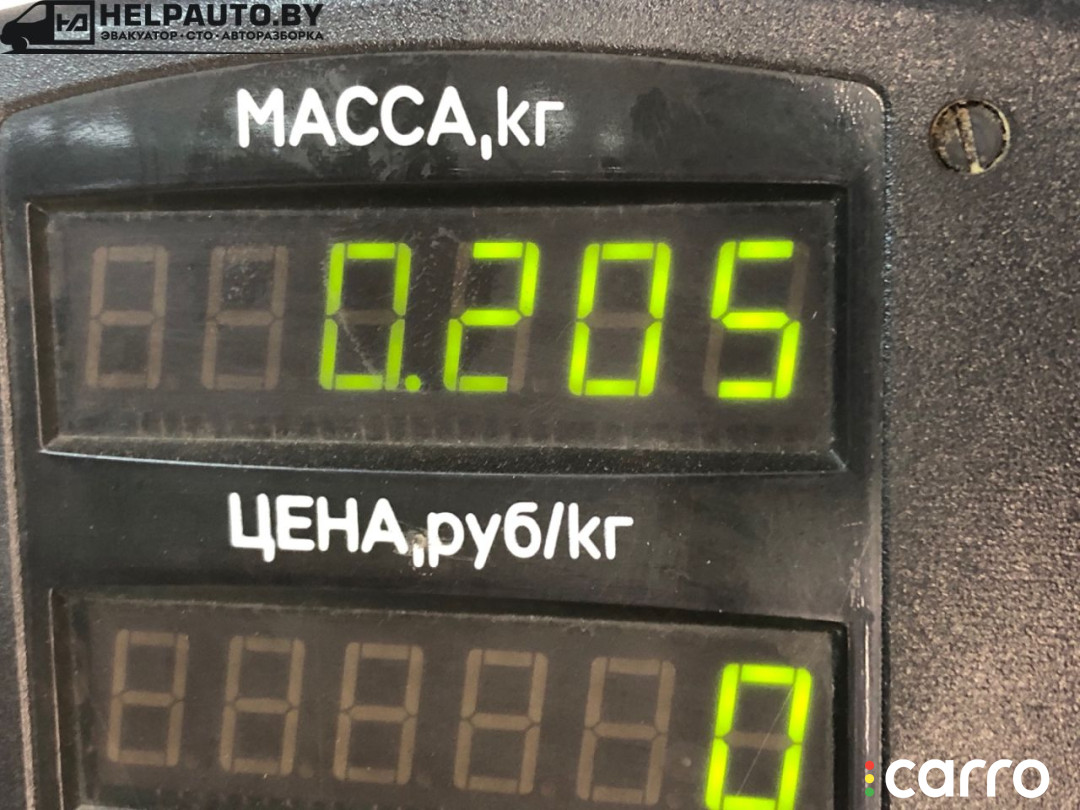 HELPAUTO.BY
ЭВАКУАТОР • СТО • АВТОРАЗБОРКА
МАССА,кг
0.205
ЦЕНА,руб/кг
0
carro